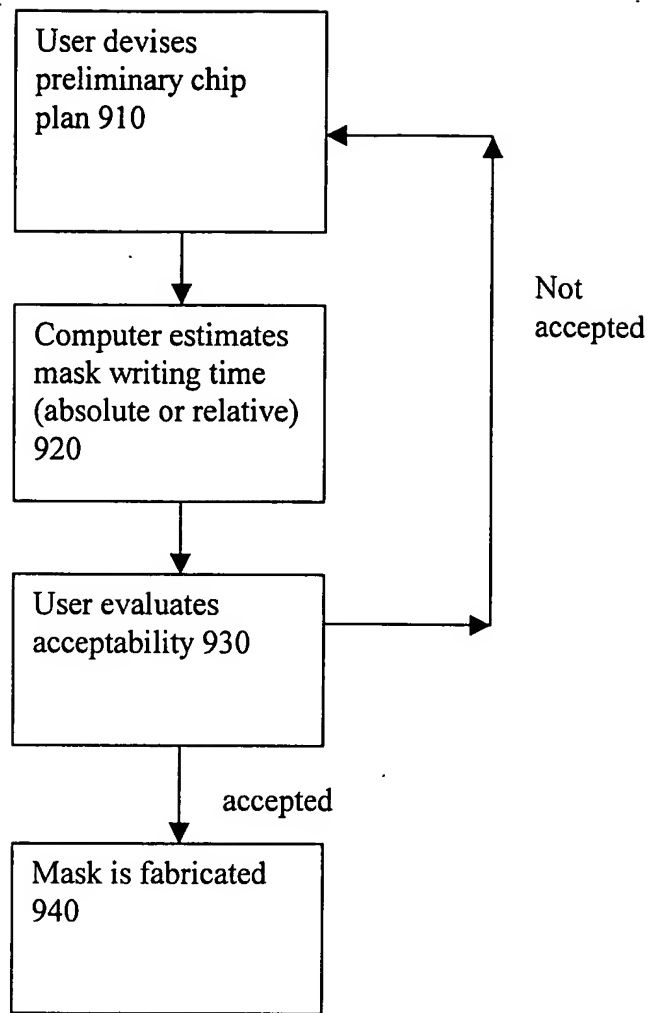 User devises
preliminary chip
plan 910
Not
accepted
Computer estimates
mask writing time
(absolute or relative)
920
User evaluates
acceptability 930
accepted
Mask is fabricated
940